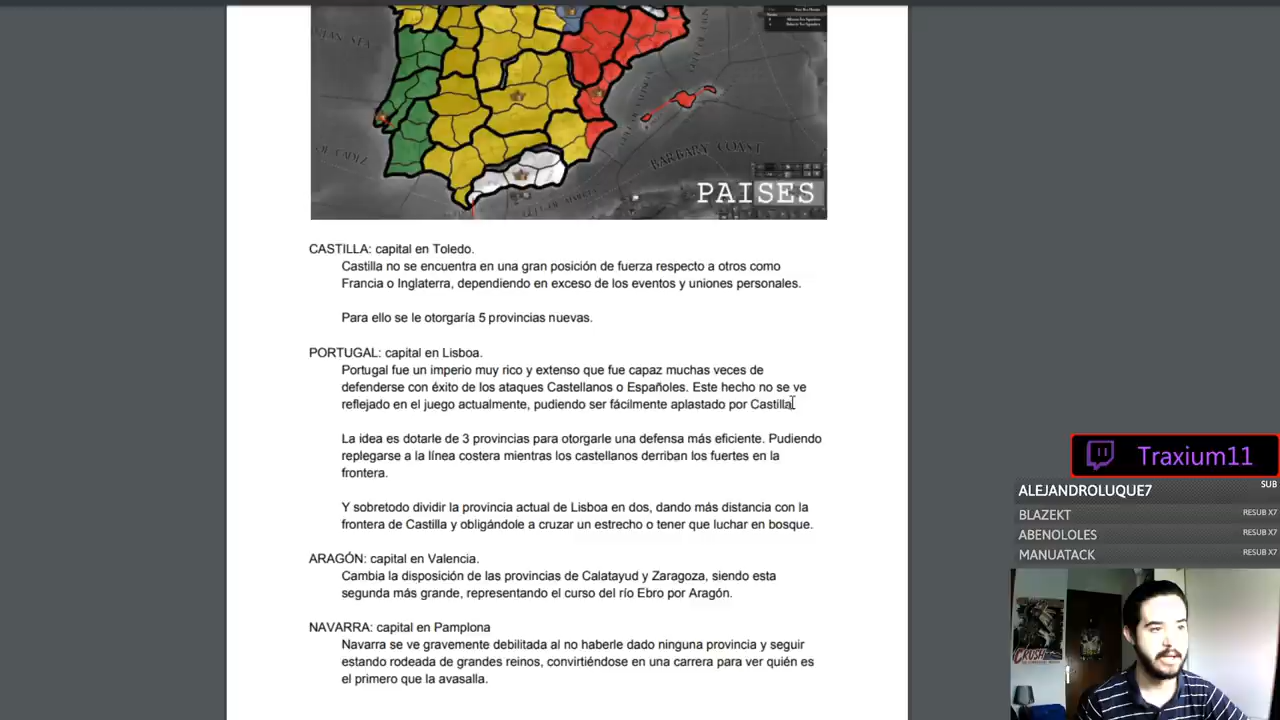 BARBARY COAST
PAISES
CASTILLA: capital en Toledo.
Castilla no se encuentra en una gran posición de fuerza respecto a otros como
Francia o Inglaterra, dependiendo en exceso de los eventos y uniones personales.
Para ello se le otorgaría 5 provincias nuevas.
PORTUGAL: capital en Lisboa.
Portugal fue un imperio muy rico y extenso que fue capaz muchas veces de
defenderse con éxito de los ataques Castellanos o Españoles. Este hecho no se ve
reflejado en el juego actualmente, pudiendo ser fácilmente aplastado por Castilla.
La idea es dotarle de 3 provincias para otorgarle una defensa más eficiente. Pudiendo
replegarse a la línea costera mientras los castellanos derriban los fuertes en la
frontera.
Y sobretodo dividir la provincia actual de Lisboa en dos, dando más distancia con la
frontera de Castilla y obligándole a cruzar un estrecho o tener que luchar en bosque.
ARAGÓN: capital en Valencia.
Cambia la disposición de las provincias de Calatayud y Zaragoza, siendo esta
segunda más grande, representando el curso del río Ebro por Aragón.
NAVARRA: capital en Pamplona
Navarra se ve gravemente debilitada al no haberle dado ninguna provincia y seguir
estando rodeada de grandes reinos, convirtiéndose en una carrera para ver quién es
el primero que la avasalla.
Traxium11
ALEJANDROLUQUE7 SUB
BLAZEKT RESUB X7
ABENOLOLES RESUB X7
MANUATACK RESUB X7
CRUSH